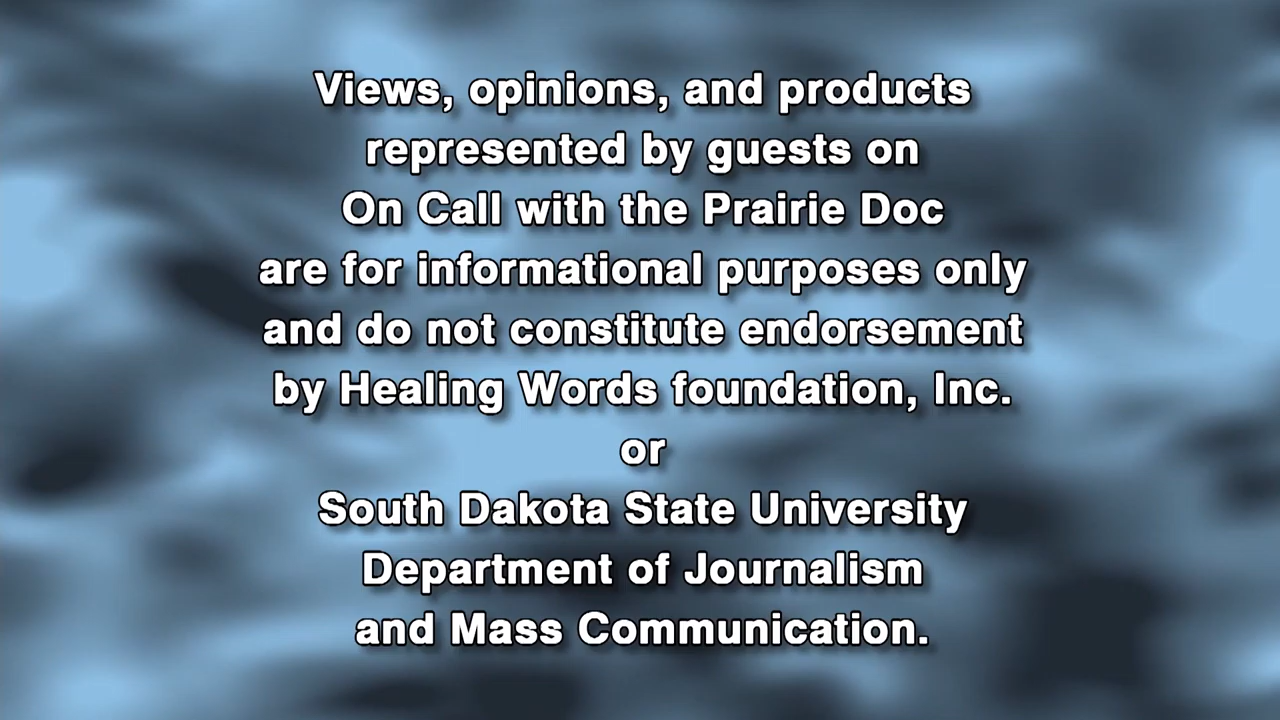 Views, opinions, and products
represented by guests on
On Call with the Prairie Doc
are for informational purposes only
and do not constitute endorsement
by Healing Words foundation, Inc.
or
South Dakota State University
Department of Journalism
and Mass Communication.